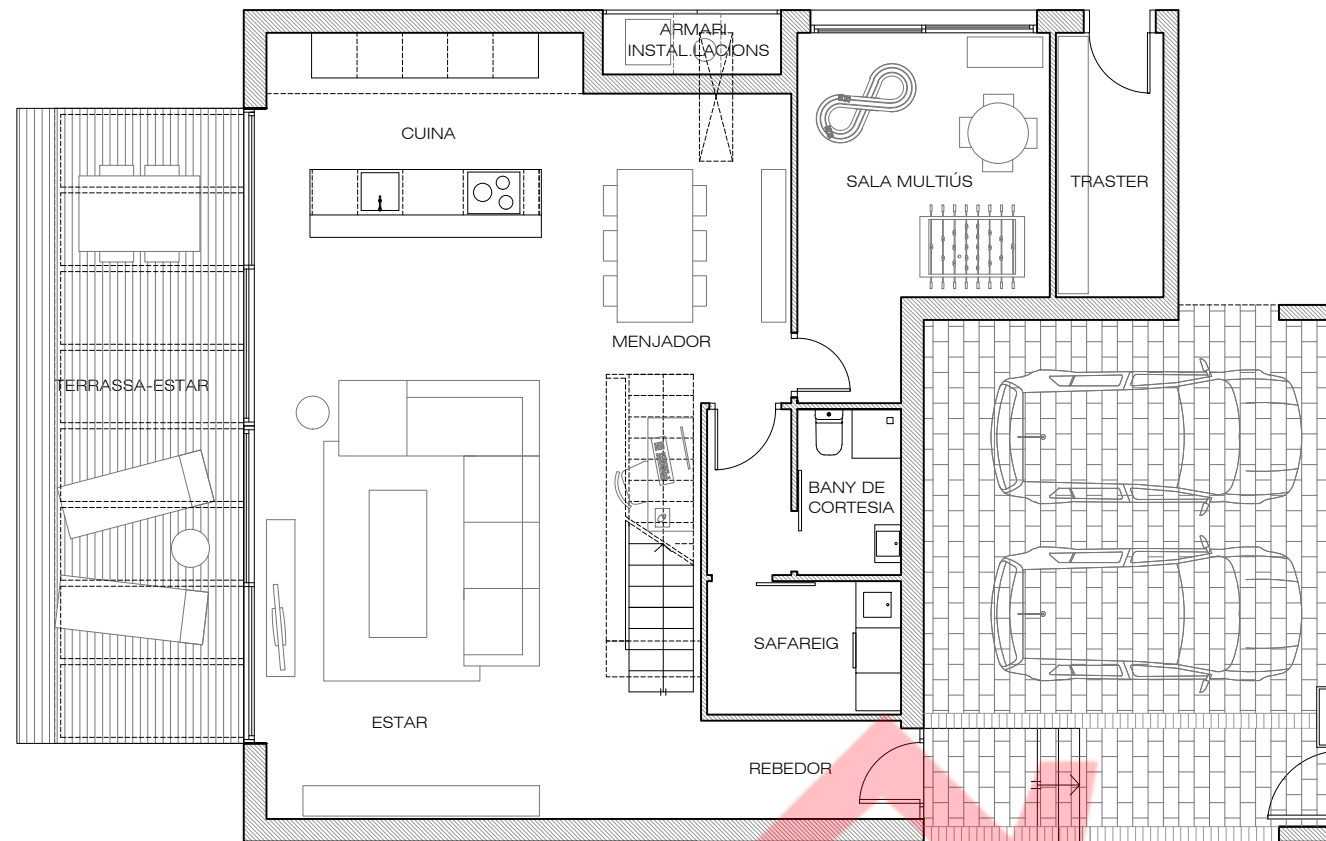 ARMARI
INSTAL.LACIONS
CUINA
SALA MULTIÚS
TRASTER
MENJADOR
TERRASSA-ESTAR
BANY DE
CORTESIA
SAFAREIG
ESTAR
REBEDOR